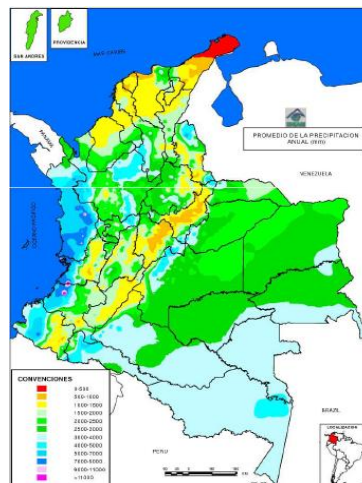 SAN ANDRES
PROVIDENCIA
MAR CARIBE
PROMEDIO DE LA PRECIPITACION
ANUAL (mm)
PANAMA
VENEZUELA
OCEANO PACIFICO
CONVENCIONES
0-500
500-1000
1000-1500
1500-2000
2000-2500
2500-3000
3000-4000
4000-5000
5000-7000
7000-9000
9000-11000
>11000
BRAZIL
LOCALIZACION
PERU